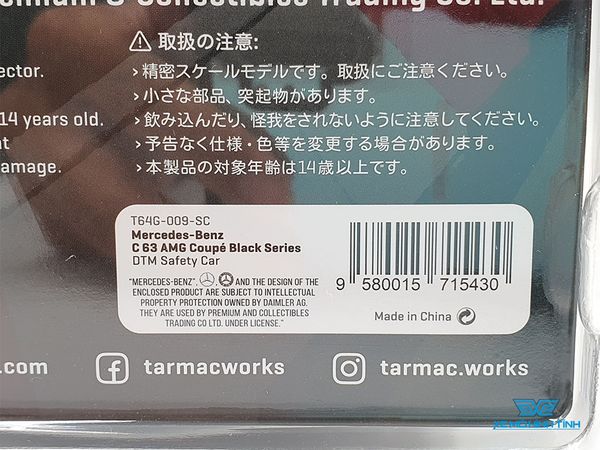 Collectibles Trading Co. Ltd.
⚠ 取扱の注意:
ector.
›精密スケールモデルです。取扱にご注意ください。
›小さな部品、突起物があります。
14 years old.
›飲み込んだり、怪我をされないように注意してください。
›予告なく仕様・色等を変更する場合があります。
amage.
›本製品の対象年齢は14歳以上です。
T64G-009-SC
Mercedes-Benz
C 63 AMG Coupé Black Series
DTM Safety Car
"MERCEDES-BENZ", AND THE DESIGN OF THE
ENCLOSED PRODUCT ARE SUBJECT TO INTELLECTUAL
PROPERTY PROTECTION OWNED BY DAIMLER AG.
THEY ARE USED BY PREMIUM AND COLLECTIBLES
TRADING CO LTD. UNDER LICENSE."
9 580015 715430
Made in China
.com
tarmacworks
tarmac.works